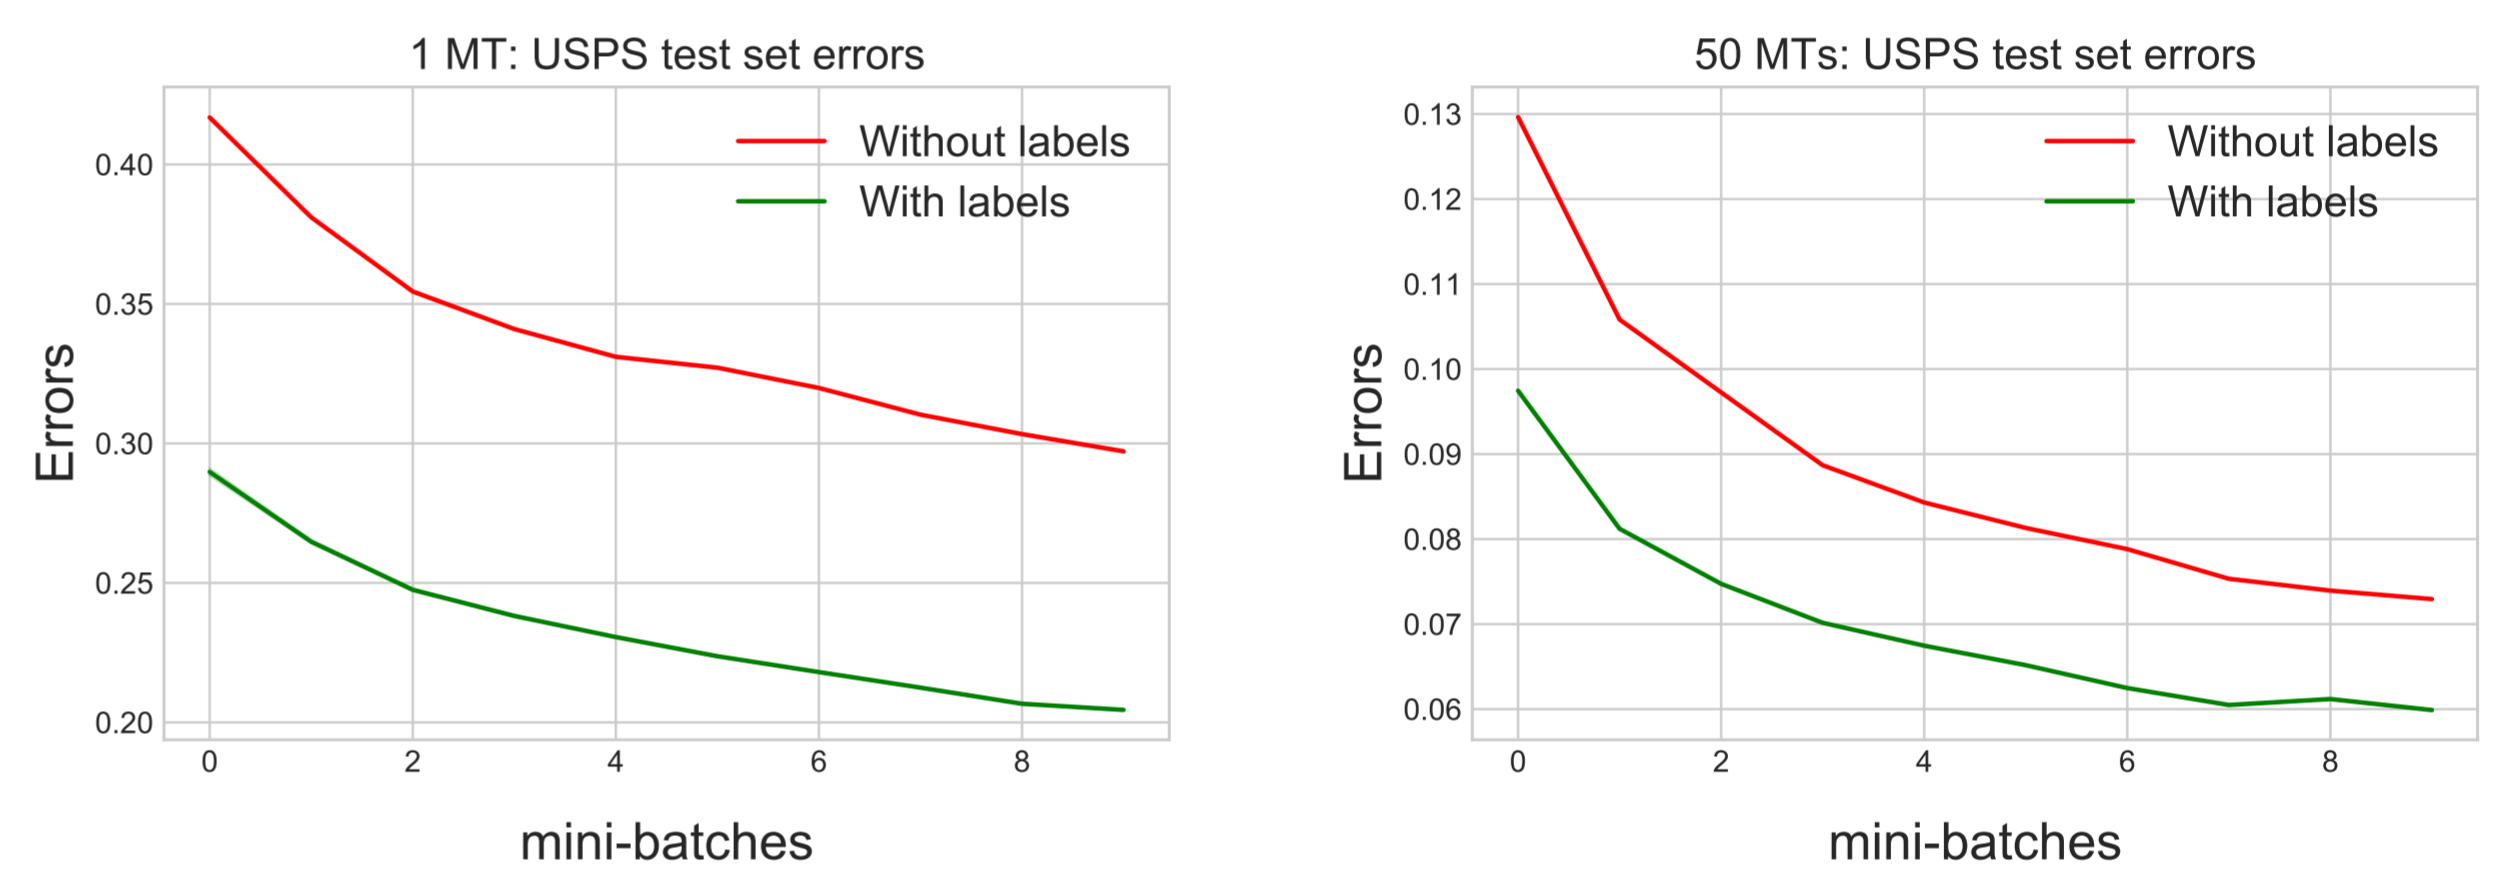 1 MT: USPS test set errors
Without labels
With labels
0.40
0.35
0.30
0.25
0.20
Errors
0 2 4 6 8
mini-batches
50 MTs: USPS test set errors
Without labels
With labels
0.13
0.12
0.11
0.10
0.09
0.08
0.07
0.06
Errors
0 2 4 6 8
mini-batches